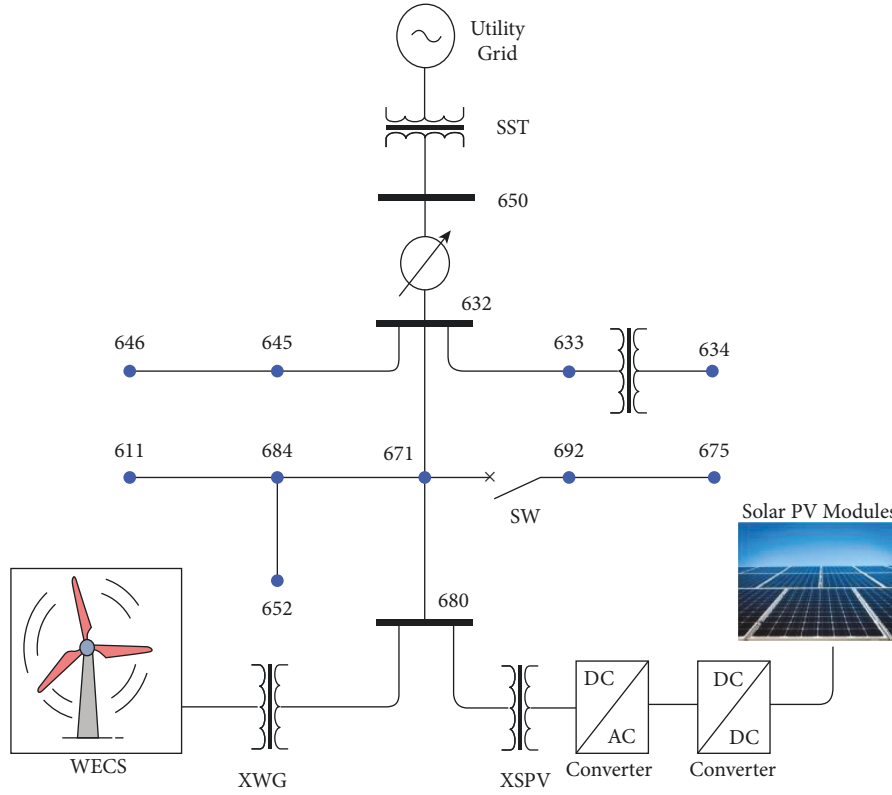 Utility
Grid
SST
650
632
646
645
633
634
611
684
671
692
675
SW
Solar PV Modules
652
680
DC
AC
DC
DC
WECS
XWG
XSPV
Converter
Converter